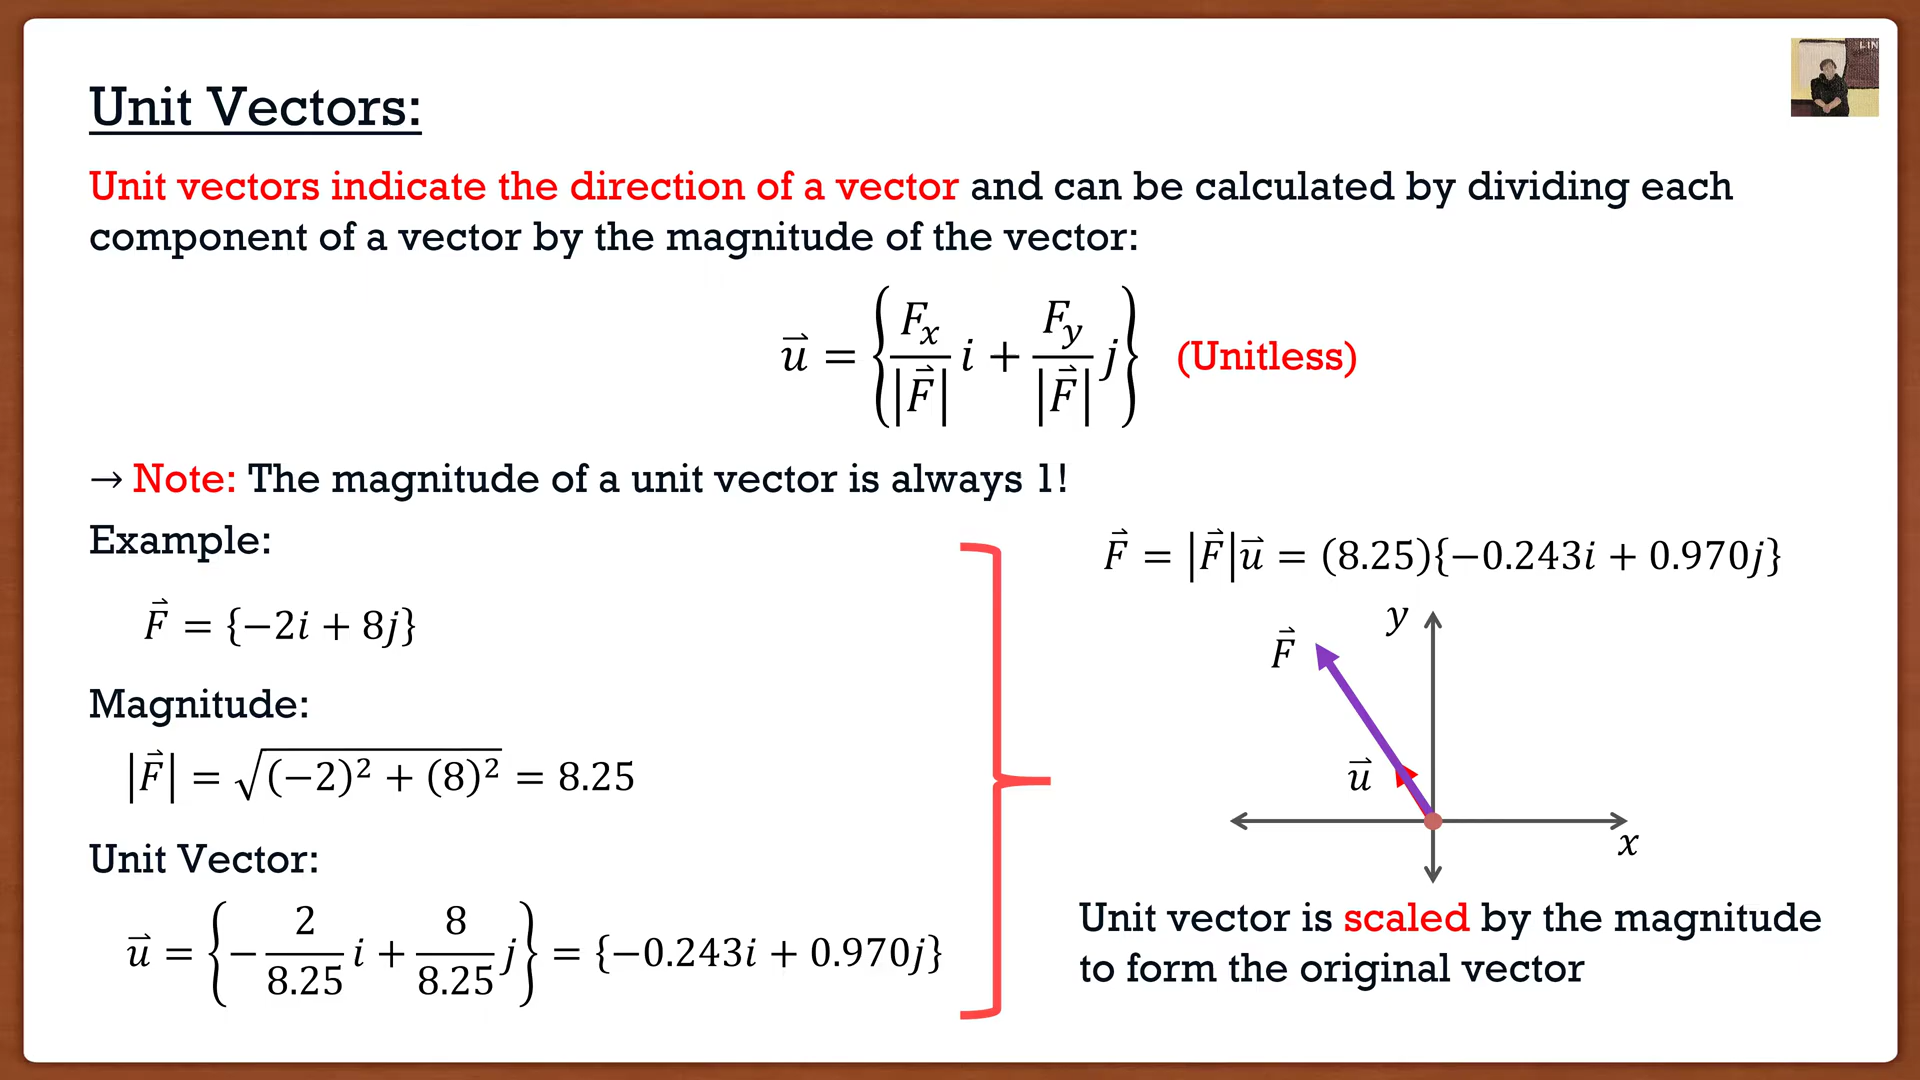 LIN
Unit Vectors:
Unit vectors indicate the direction of a vector and can be calculated by dividing each
component of a vector by the magnitude of the vector:
u⃗ = {F_x/|F⃗| i + F_y/|F⃗| j} (Unitless)
→ Note: The magnitude of a unit vector is always 1!
Example:
F⃗ = {−2i + 8j}
Magnitude:
|F⃗| = √((−2)² + (8)²) = 8.25
Unit Vector:
u⃗ = {−2/8.25 i + 8/8.25 j} = {−0.243i + 0.970j}
F⃗ = |F⃗|u⃗ = (8.25){−0.243i + 0.970j}
y
F⃗
u⃗
x
Unit vector is scaled by the magnitude
to form the original vector